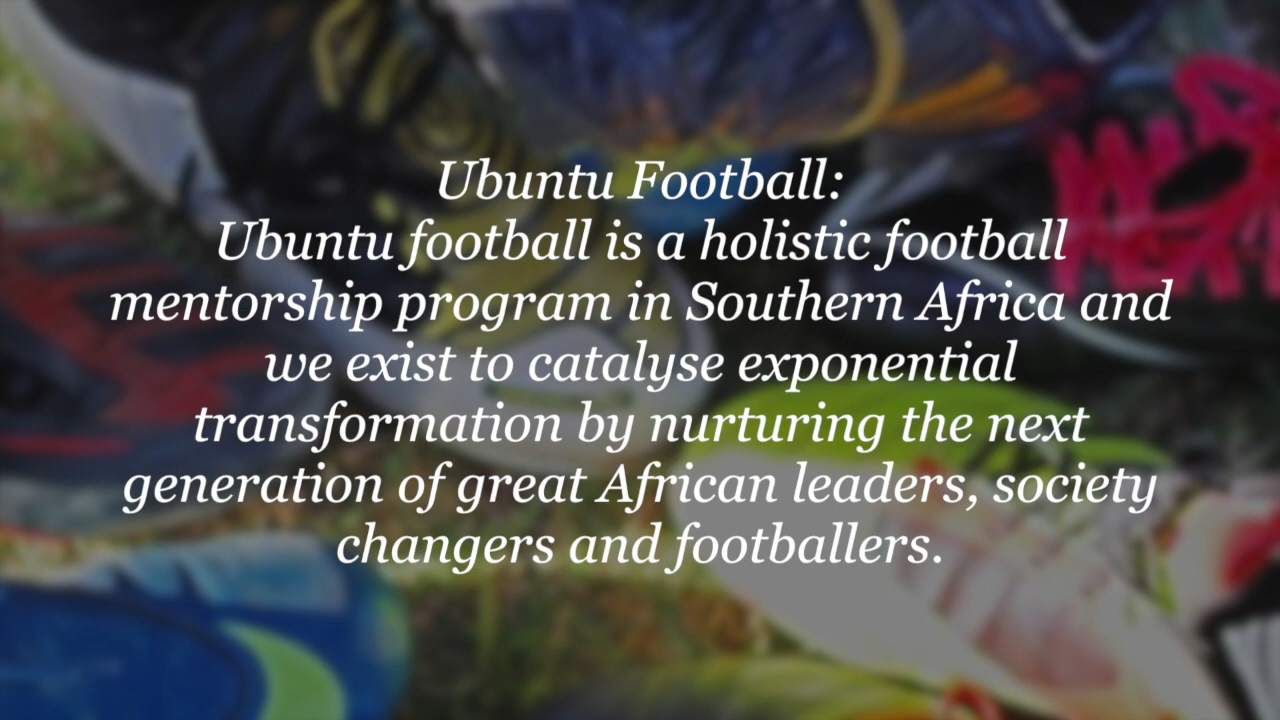 Ubuntu Football:
Ubuntu football is a holistic football
mentorship program in Southern Africa and
we exist to catalyse exponential
transformation by nurturing the next
generation of great African leaders, society
changers and footballers.